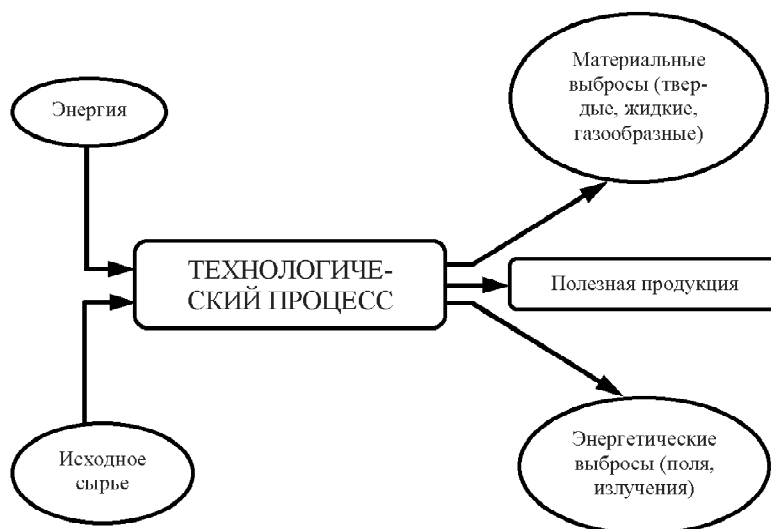 Энергия
Материальные
выбросы (твер-
дые, жидкие,
газообразные)
ТЕХНОЛОГИЧЕ-
СКИЙ ПРОЦЕСС
Полезная продукция
Исходное
сырье
Энергетические
выбросы (поля,
излучения)